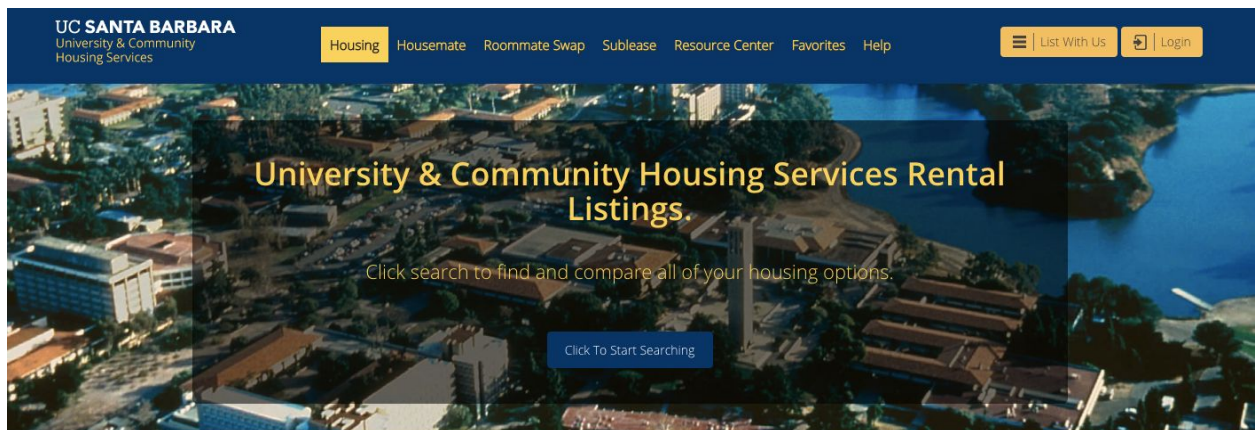 UC SANTA BARBARA
University & Community
Housing Services
Housing Housemate Roommate Swap Sublease Resource Center Favorites Help
List With Us
Login
University & Community Housing Services Rental
Listings.
Click search to find and compare all of your housing options.
Click To Start Searching